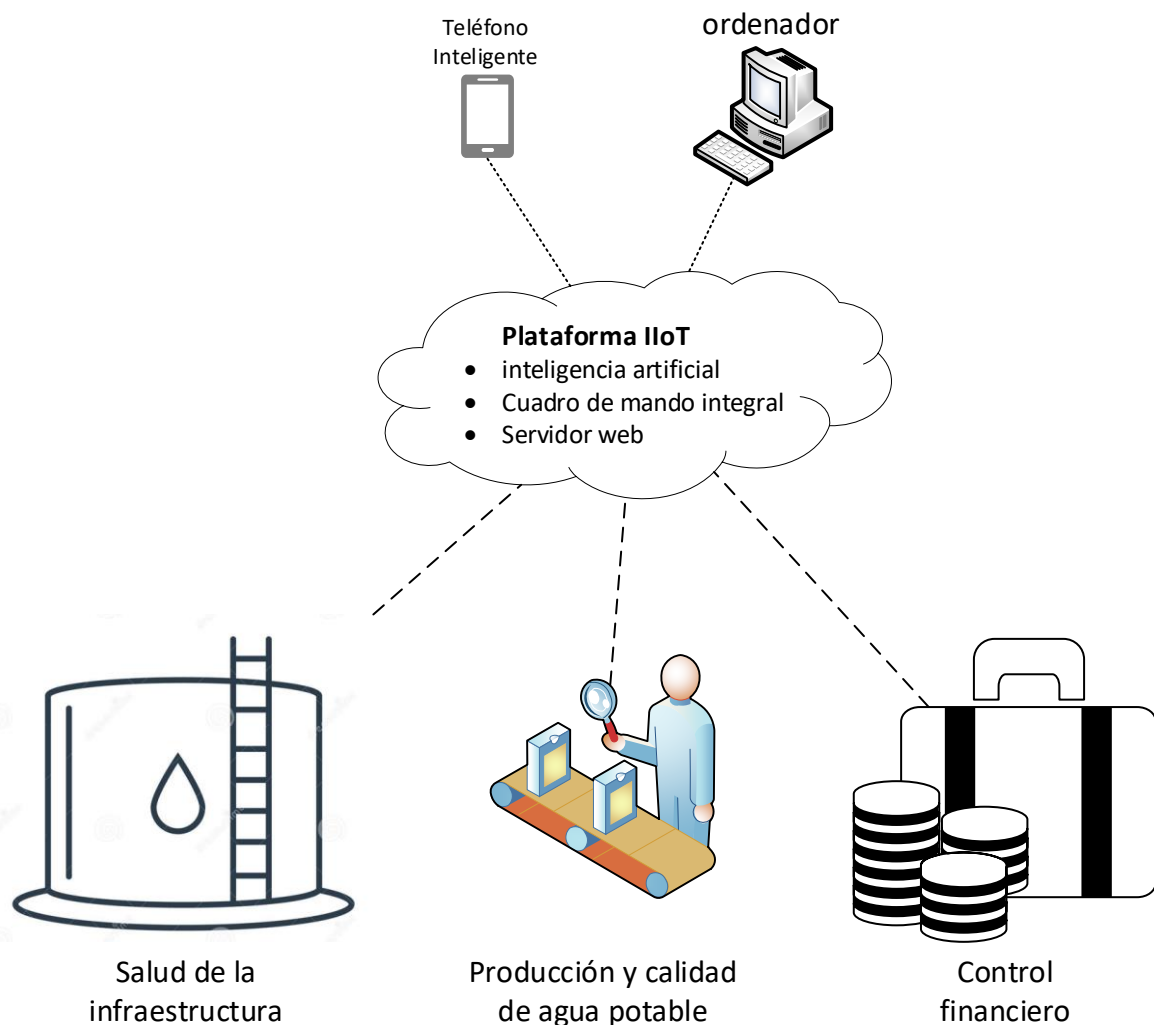 Teléfono
Inteligente
ordenador
Plataforma IIoT
• inteligencia artificial
• Cuadro de mando integral
• Servidor web
Salud de la
infraestructura
Producción y calidad
de agua potable
Control
financiero